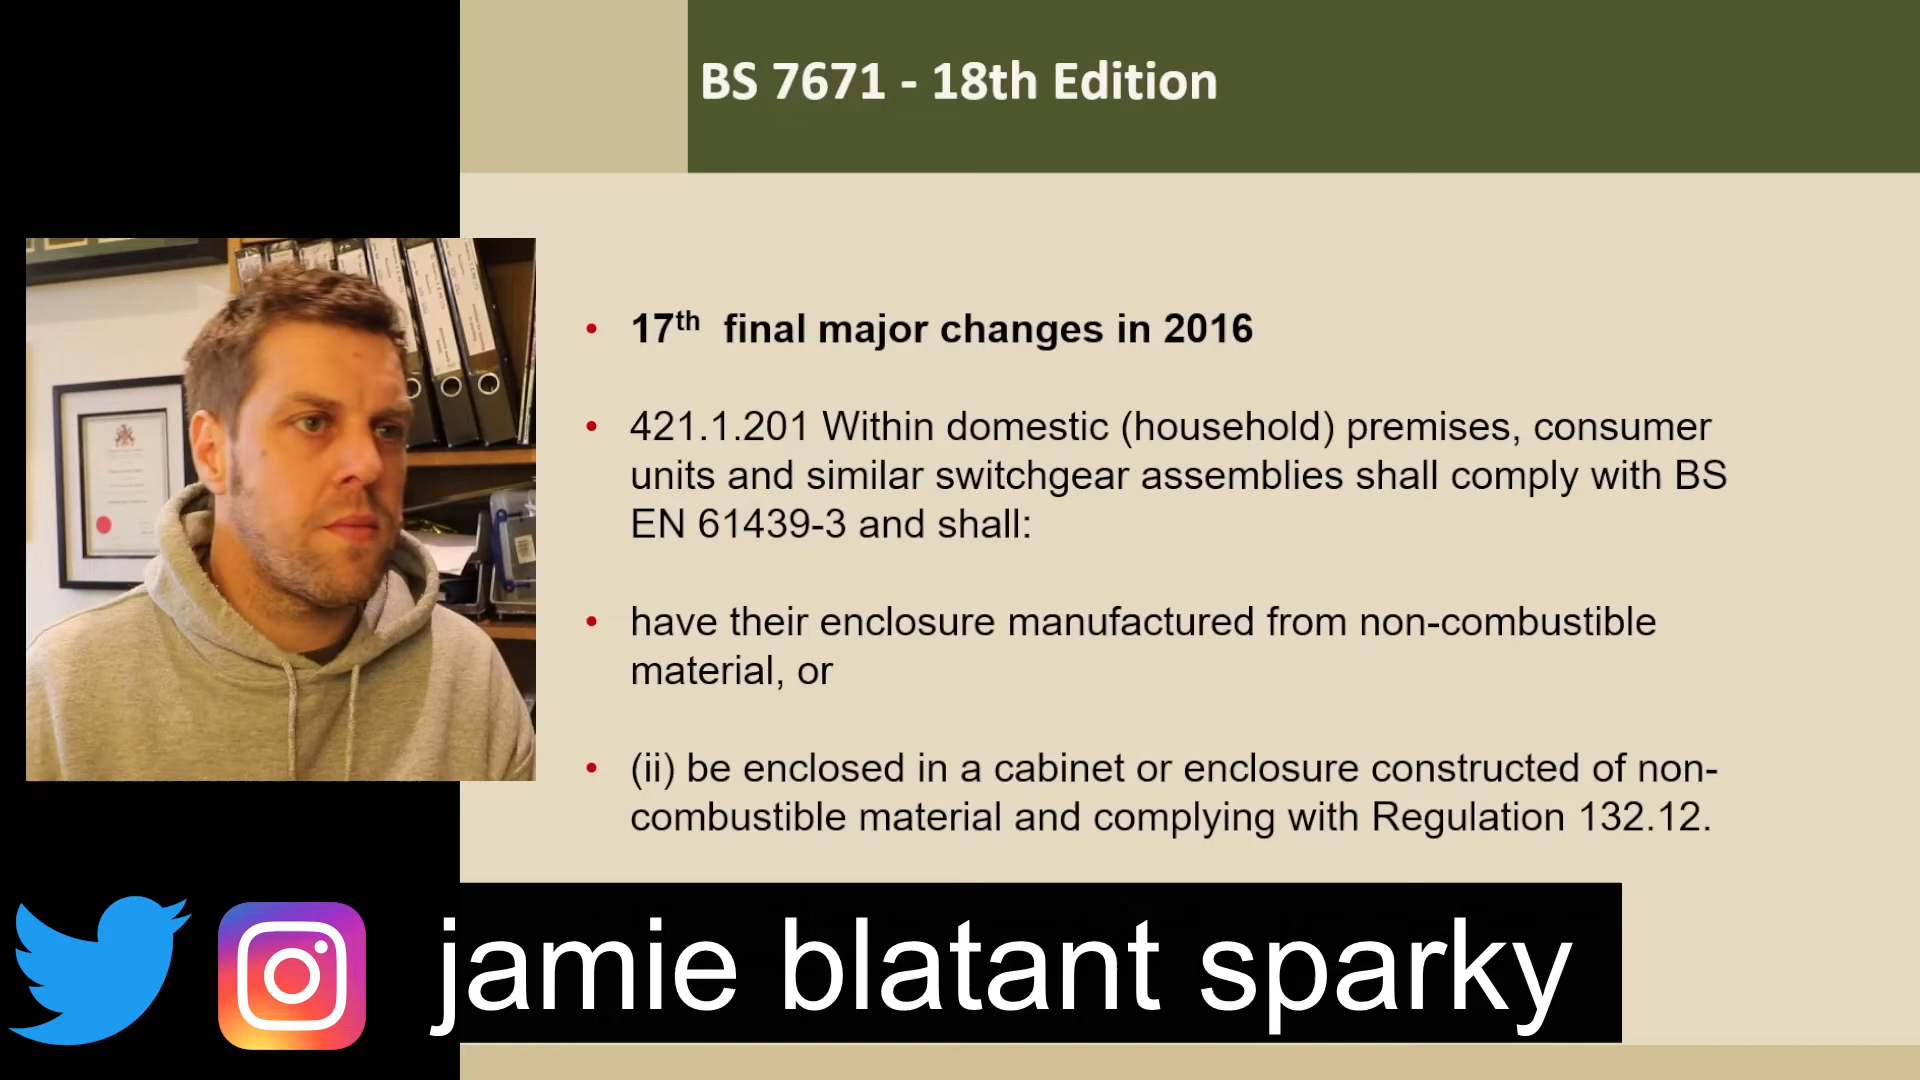 BS 7671 - 18th Edition
• 17th final major changes in 2016
• 421.1.201 Within domestic (household) premises, consumer
units and similar switchgear assemblies shall comply with BS
EN 61439-3 and shall:
• have their enclosure manufactured from non-combustible
material, or
• (ii) be enclosed in a cabinet or enclosure constructed of non-
combustible material and complying with Regulation 132.12.
jamie blatant sparky